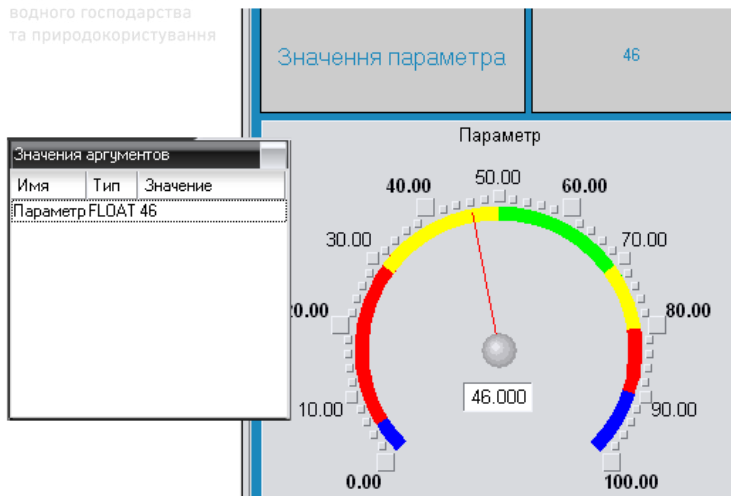 водного господарства
та природокористування
Значення параметра
46
Значения аргументов
Имя Тип Значение
Параметр FLOAT 46
Параметр
50.00
40.00
60.00
30.00
70.00
0.00
80.00
46.000
10.00
90.00
0.00
100.00